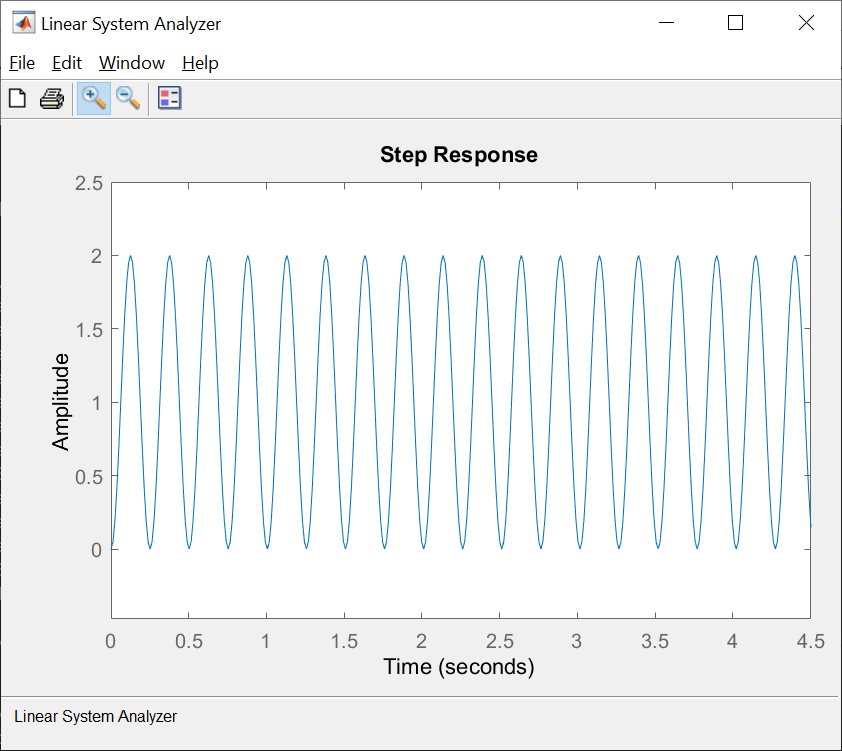 Linear System Analyzer
File Edit Window Help
Step Response
2.5
2
1.5
1
0.5
0
Amplitude
0 0.5 1 1.5 2 2.5 3 3.5 4 4.5
Time (seconds)
Linear System Analyzer